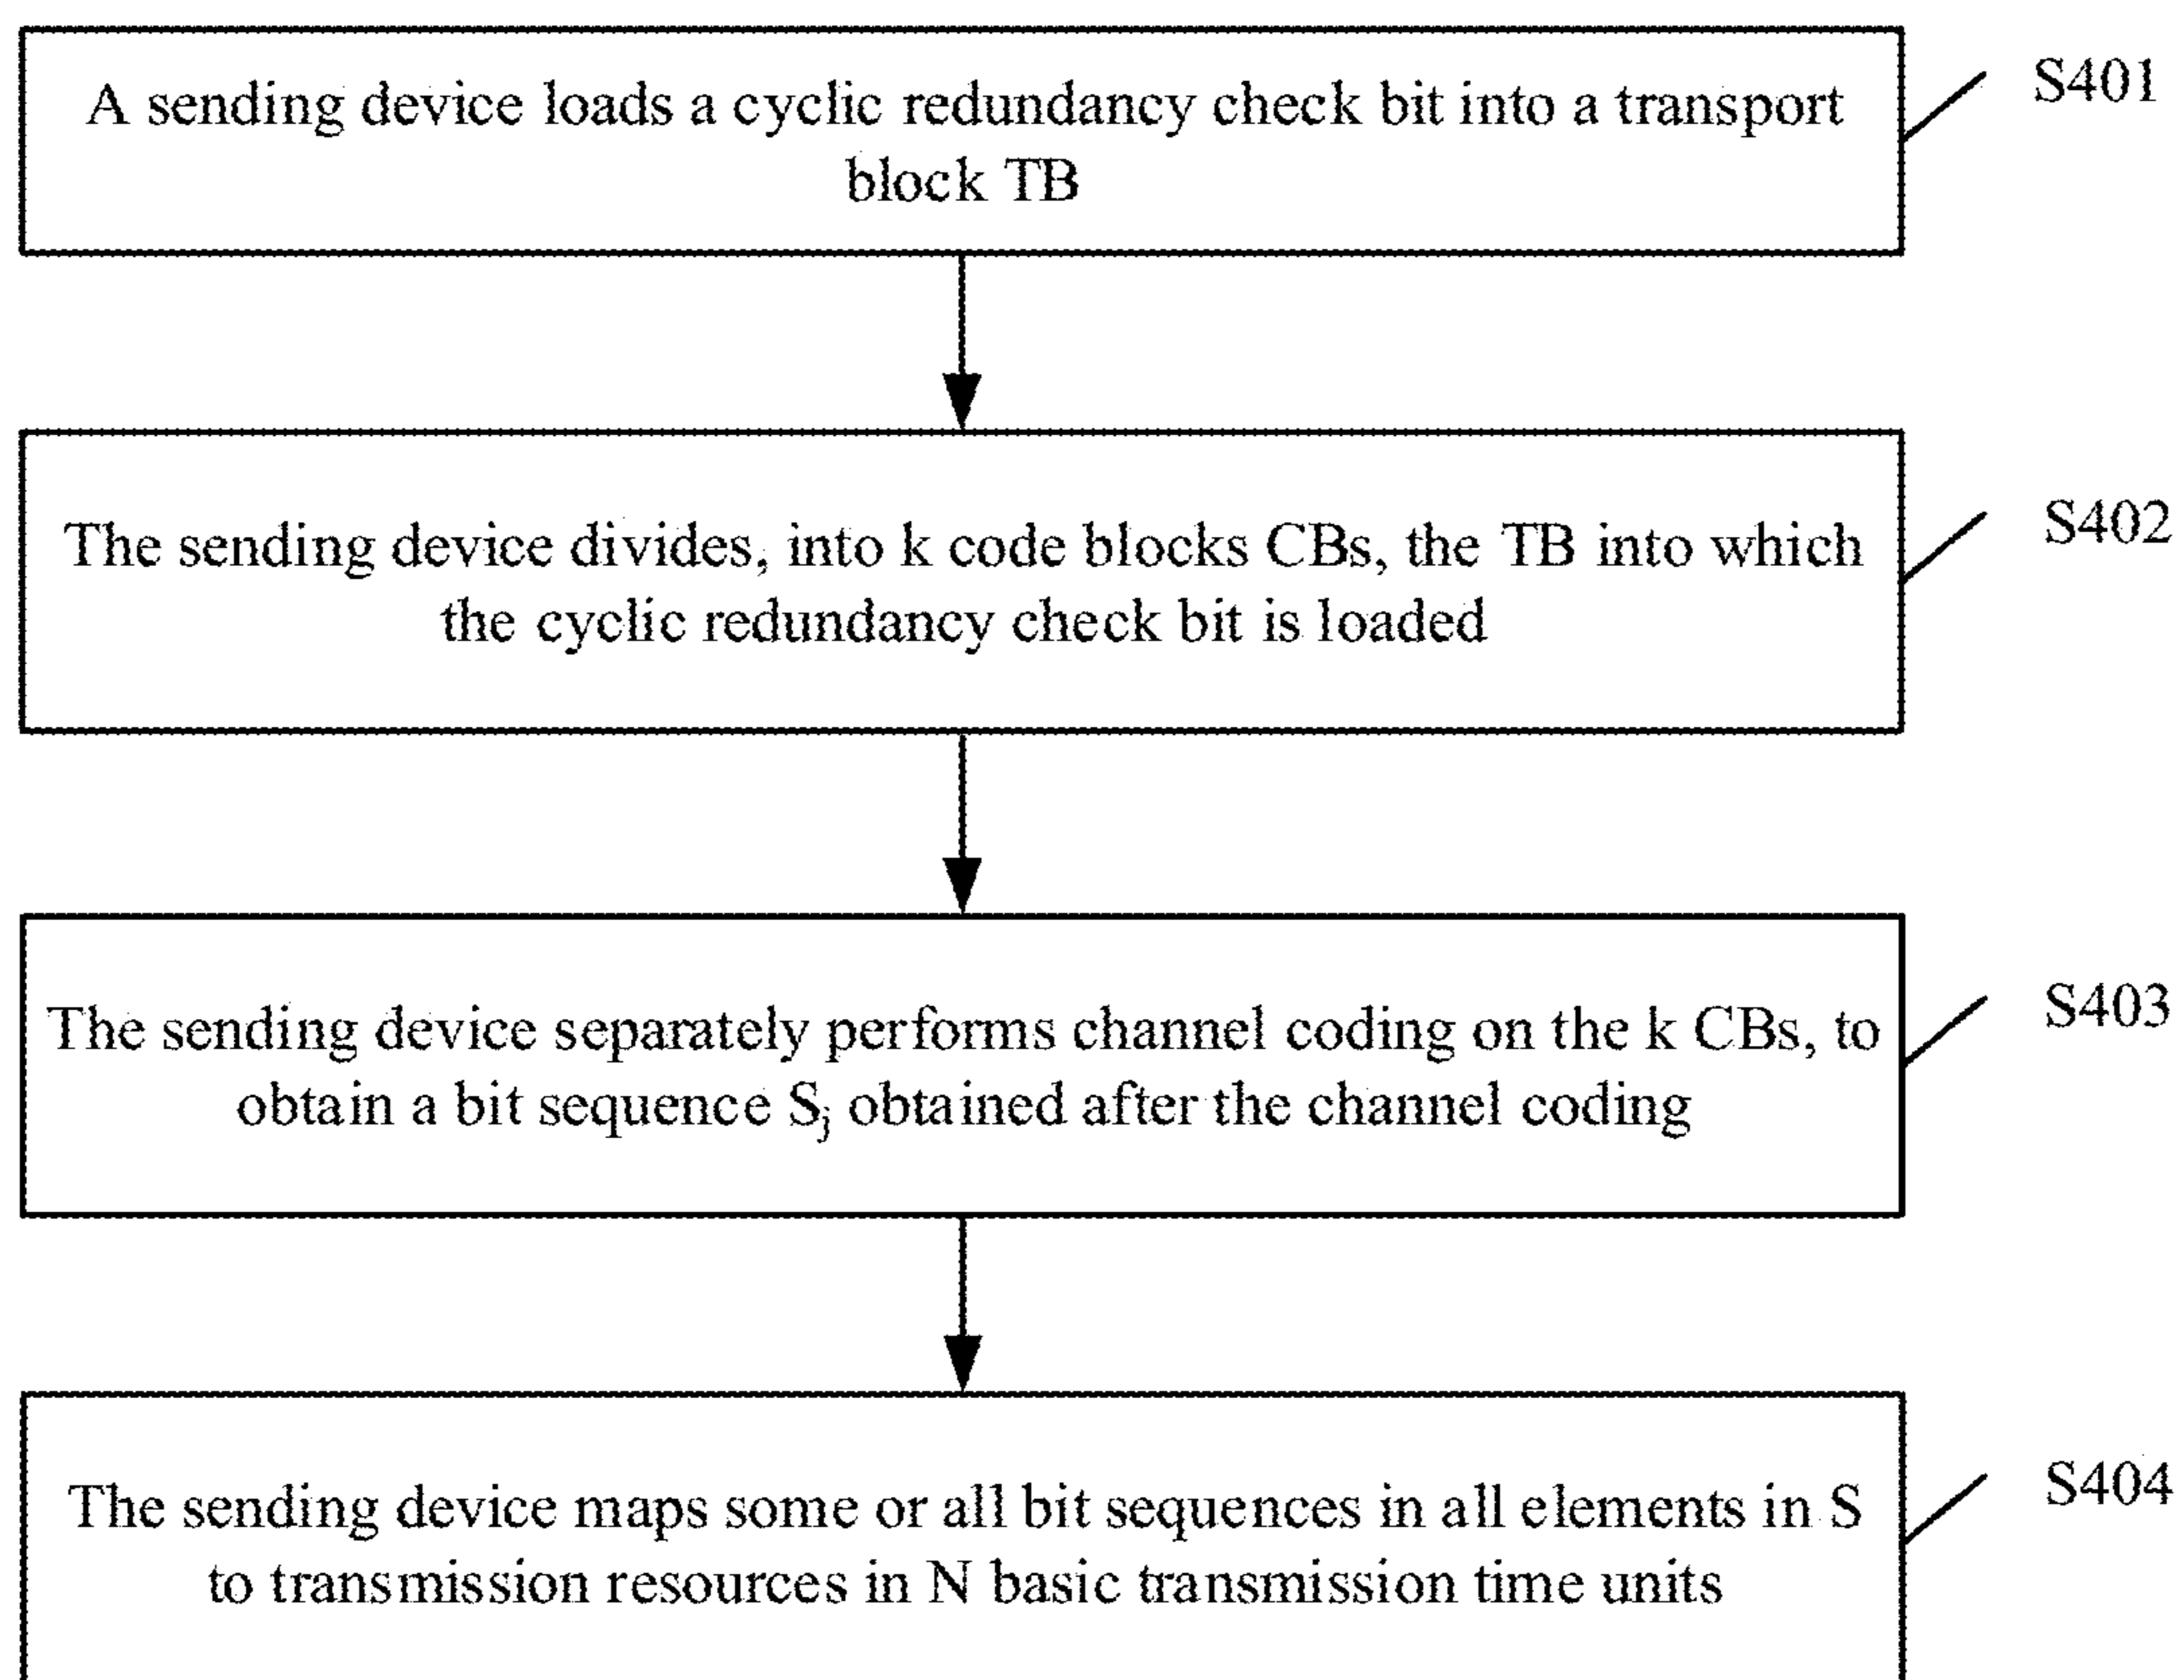 A sending device loads a cyclic redundancy check bit into a transport
block TB
S401
The sending device divides, into k code blocks CBs, the TB into which
the cyclic redundancy check bit is loaded
S402
The sending device separately performs channel coding on the k CBs, to
obtain a bit sequence Sj obtained after the channel coding
S403
The sending device maps some or all bit sequences in all elements in S
to transmission resources in N basic transmission time units
S404